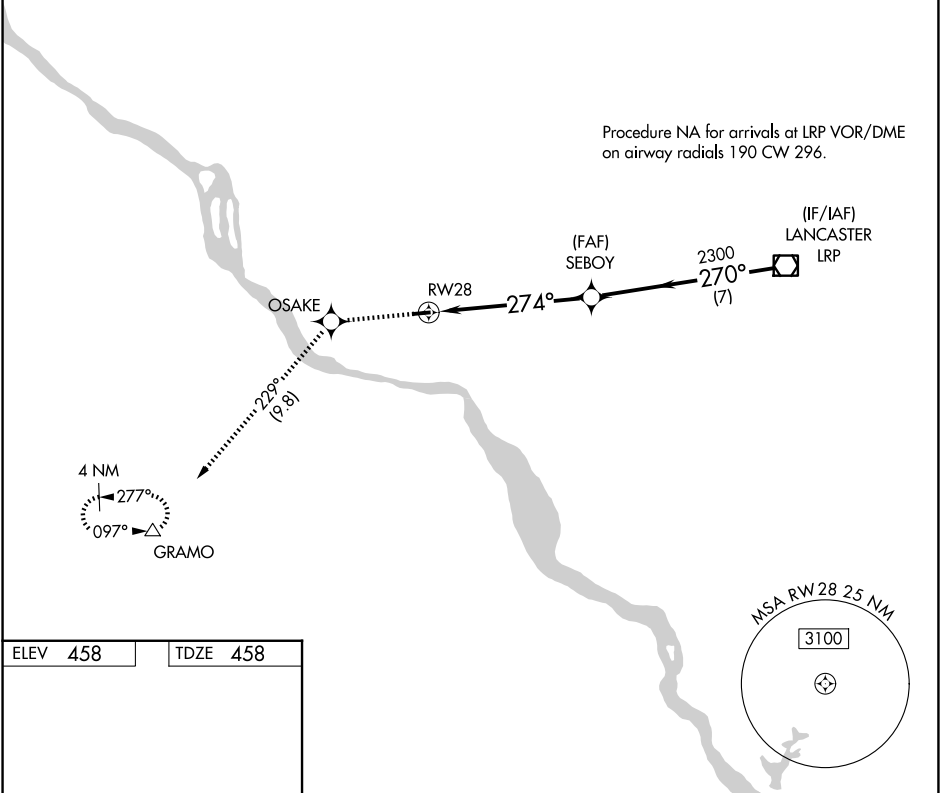 Procedure NA for arrivals at LRP VOR/DME
on airway radials 190 CW 296.
(IF/IAF)
LANCASTER
LRP
(FAF)
SEBOY
2300
270°
(7)
RW28
274°
OSAKE
229°
(9.8)
4 NM
277°
097°
GRAMO
MSA RW28 25 NM
3100
ELEV 458
TDZE 458